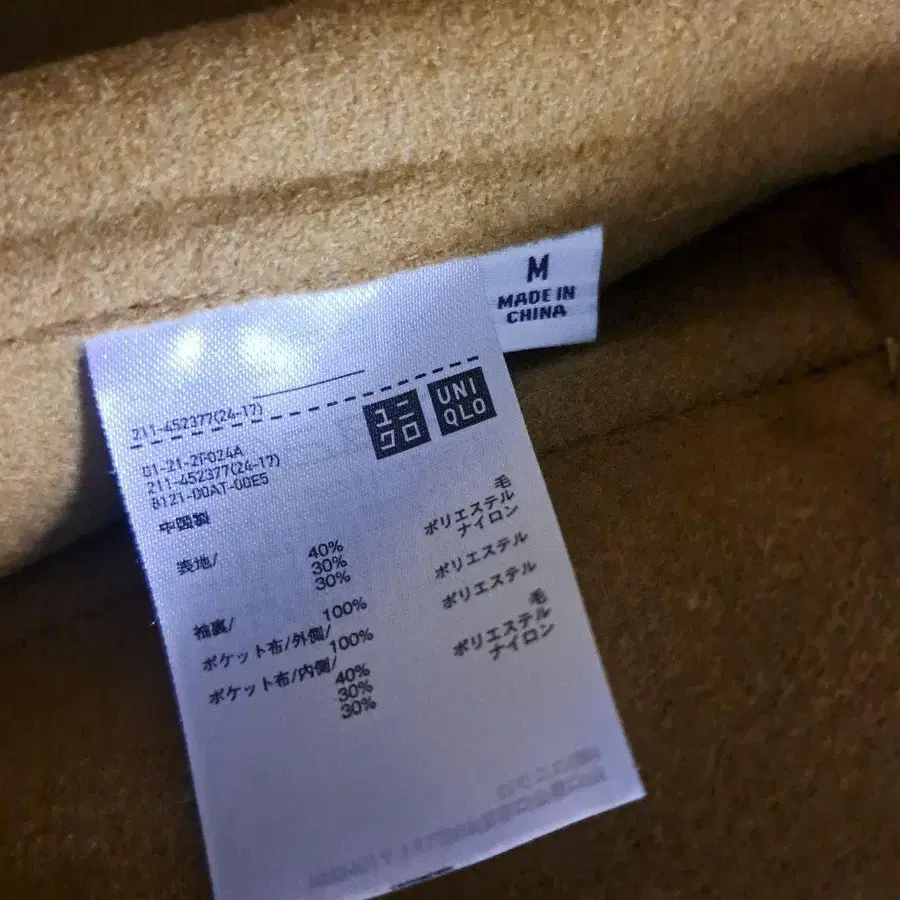 M
MADE IN
CHINA
211-452377(24-17)
ユニ
クロ
UNI
QLO
01-21-2F024A
211-452377(24-17)
B121-D0AT-0DE5
中国製
表地/ 40% 毛
30% ポリエステル
30% ナイロン
袖裏/ 100% ポリエステル
ポケット布/外側/ 100% ポリエステル
ポケット布/内側/ 40% 毛
30% ポリエステル
30% ナイロン